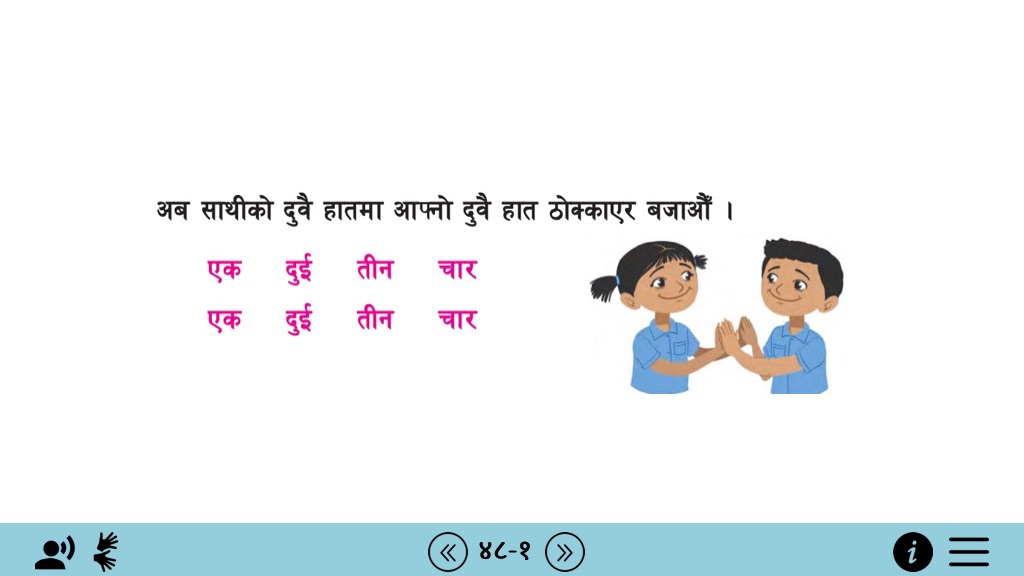 अब साथीको दुवै हातमा आफ्नो दुवै हात ठोक्काएर बजाऔँ ।
एक दुई तीन चार
एक दुई तीन चार
४८-१